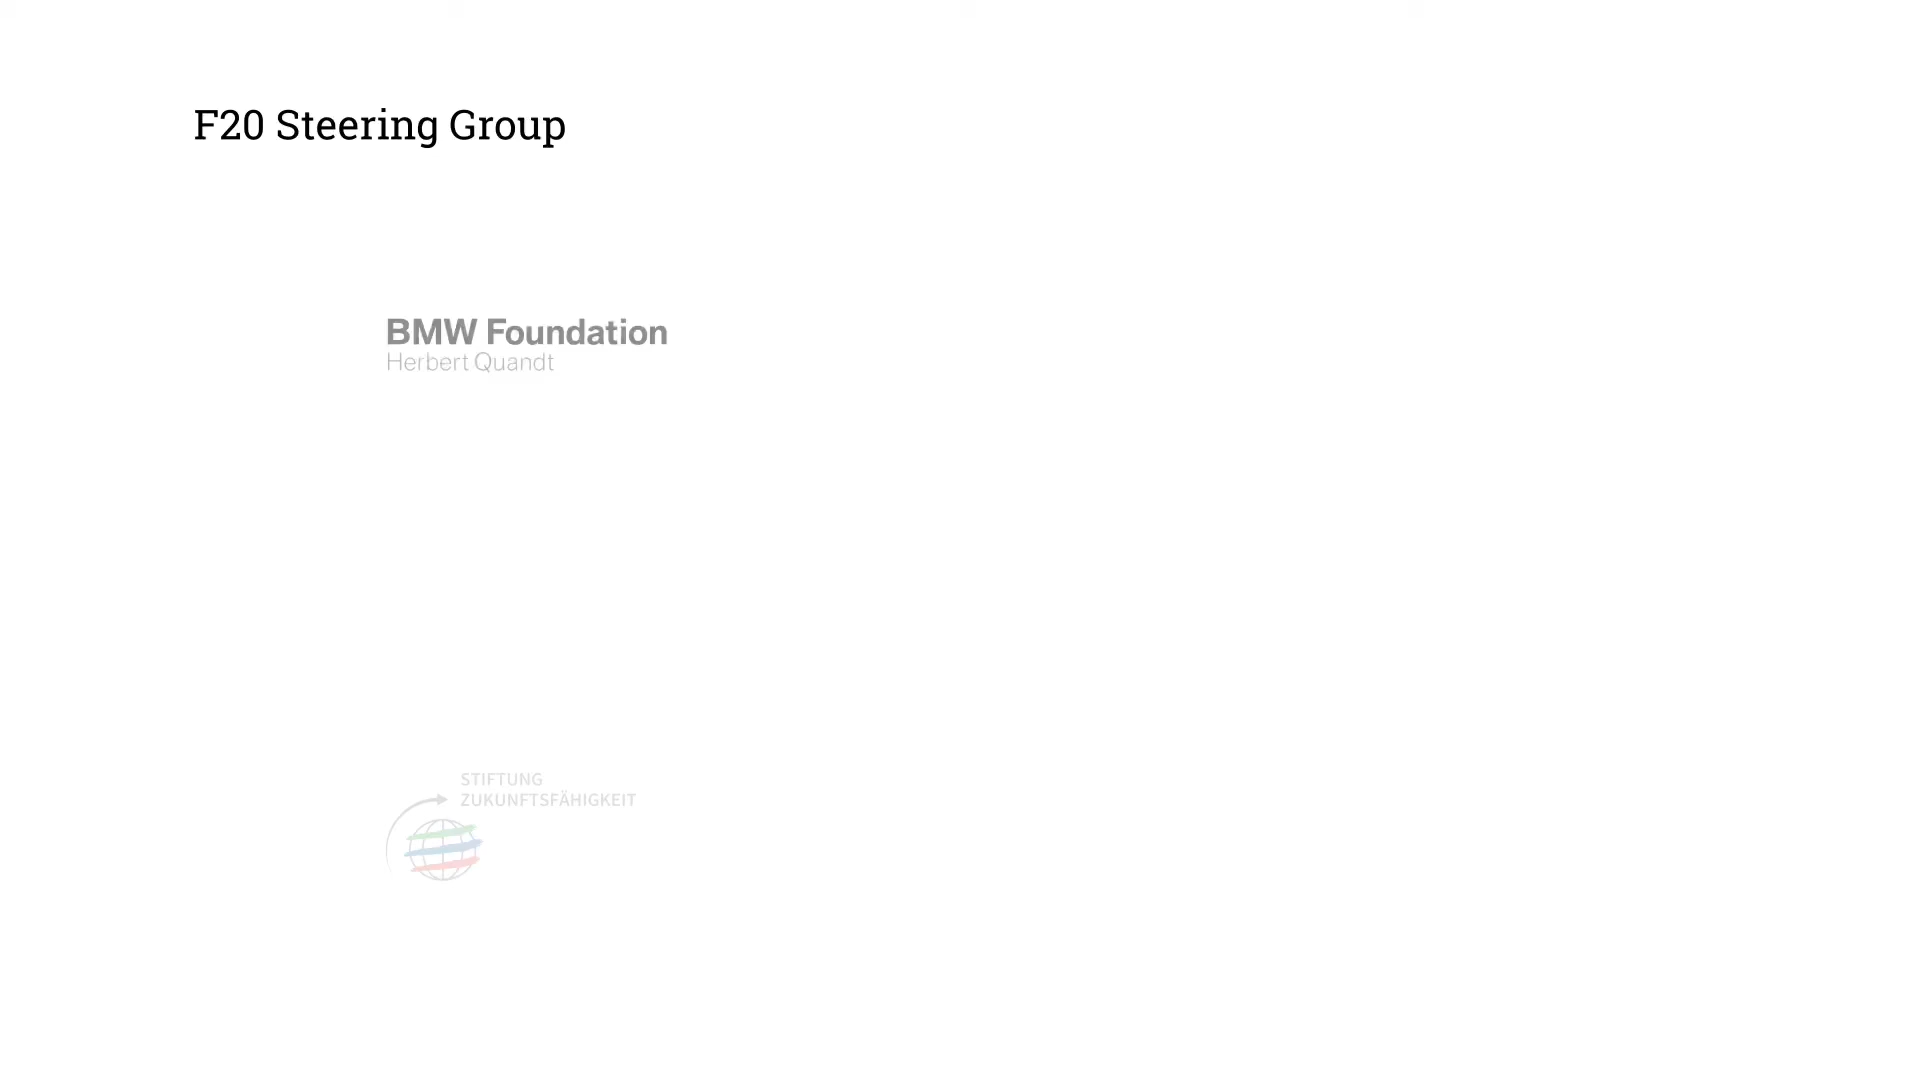 F20 Steering Group
BMW Foundation
Herbert Quandt
STIFTUNG
ZUKUNFTSFÄHIGKEIT